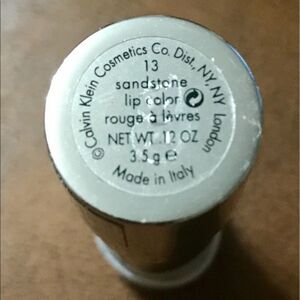 ©Calvin Klein Cosmetics Co. Dist., NY, NY London
13
sandstone
lip color
rouge à lèvres
NET WT. .12 OZ
3.5 g e
Made in Italy